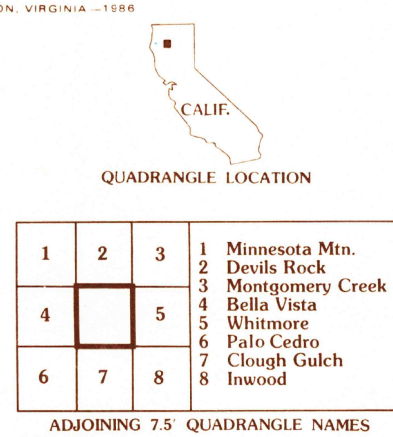 ON, VIRGINIA—1986
CALIF.
QUADRANGLE LOCATION
1 2 3
4 5
6 7 8
1 Minnesota Mtn.
2 Devils Rock
3 Montgomery Creek
4 Bella Vista
5 Whitmore
6 Palo Cedro
7 Clough Gulch
8 Inwood
ADJOINING 7.5′ QUADRANGLE NAMES